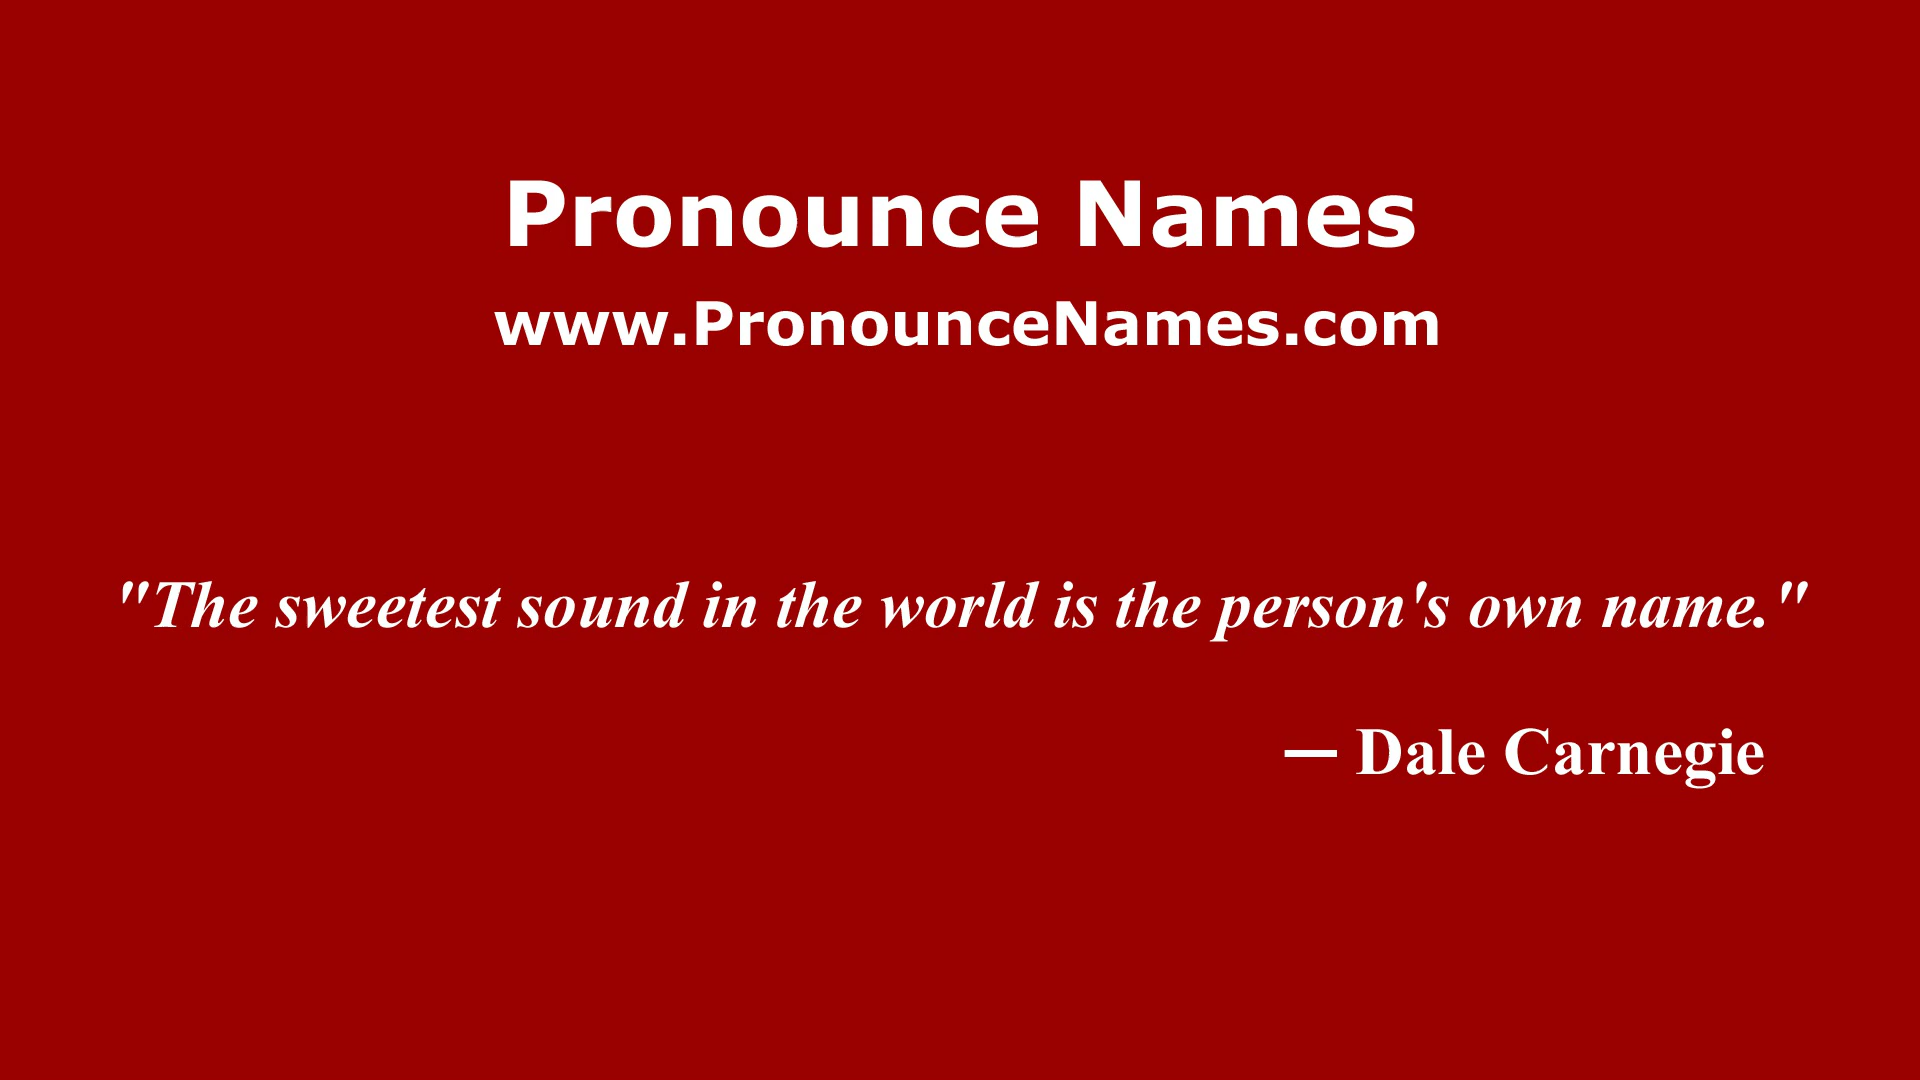 Pronounce Names
www.PronounceNames.com
"The sweetest sound in the world is the person's own name."
— Dale Carnegie